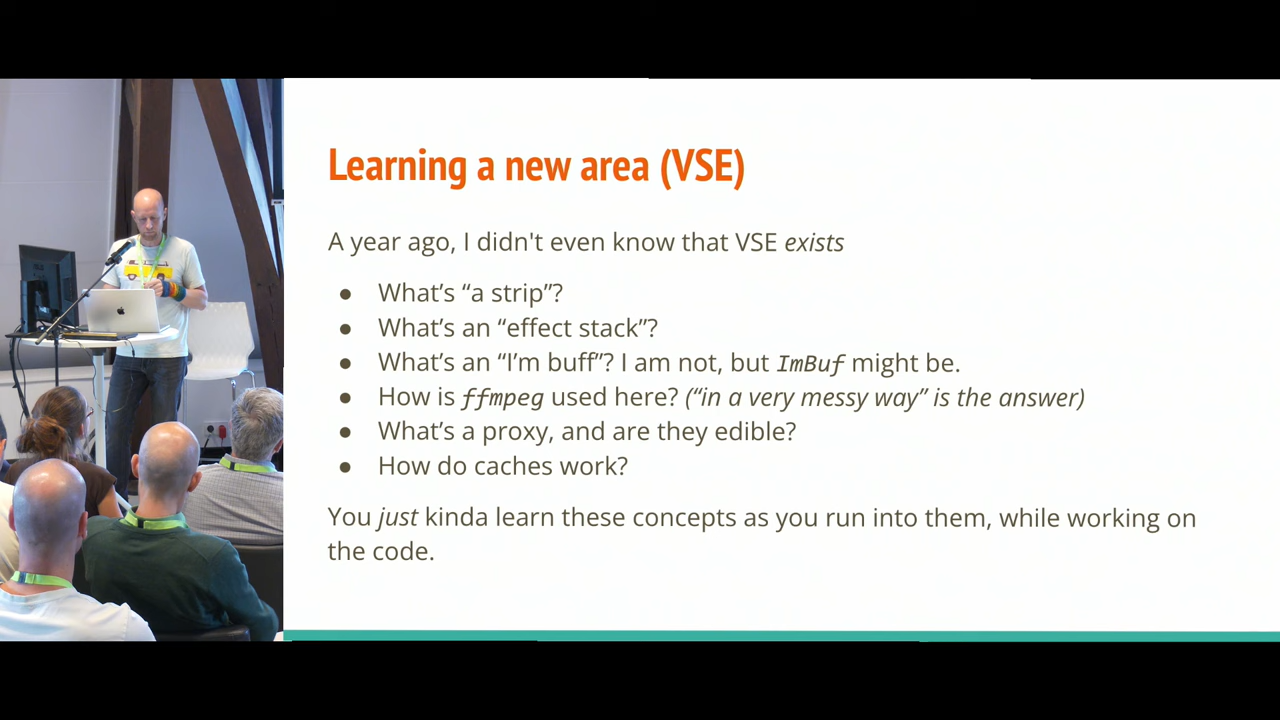 Learning a new area (VSE)
A year ago, I didn't even know that VSE exists
● What's “a strip”?
● What's an “effect stack”?
● What's an “I'm buff”? I am not, but ImBuf might be.
● How is ffmpeg used here? (“in a very messy way” is the answer)
● What's a proxy, and are they edible?
● How do caches work?
You just kinda learn these concepts as you run into them, while working on
the code.